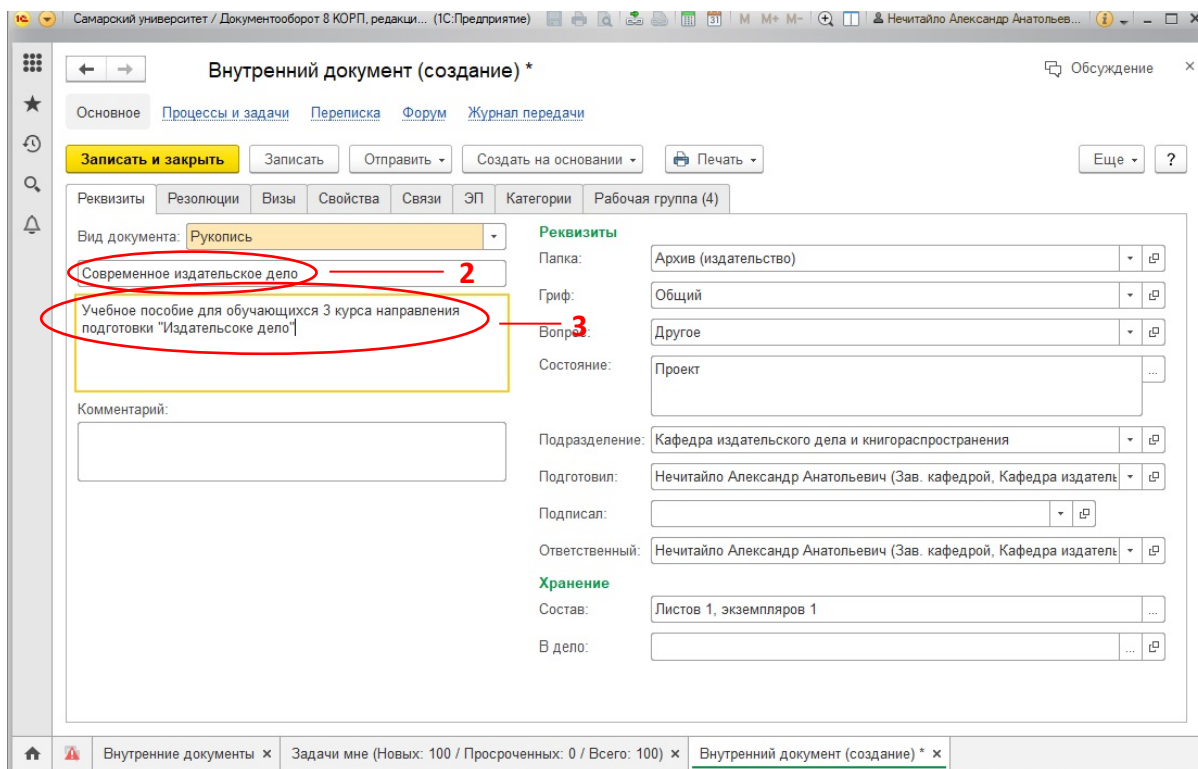 Самарский университет / Документооборот 8 КОРП, редакци... (1С:Предприятие) M M+ M- Нечитайло Александр Анатольев...
Внутренний документ (создание) * Обсуждение
Основное Процессы и задачи Переписка Форум Журнал передачи
Записать и закрыть Записать Отправить Создать на основании Печать Еще ?
Реквизиты Резолюции Визы Свойства Связи ЭП Категории Рабочая группа (4)
Вид документа: Рукопись
Современное издательское дело 2
Учебное пособие для обучающихся 3 курса направления
подготовки "Издательсоке дело" 3
Комментарий:
Реквизиты
Папка: Архив (издательство)
Гриф: Общий
Вопрос: Другое
Состояние: Проект
Подразделение: Кафедра издательского дела и книгораспространения
Подготовил: Нечитайло Александр Анатольевич (Зав. кафедрой, Кафедра издатель
Подписал:
Ответственный: Нечитайло Александр Анатольевич (Зав. кафедрой, Кафедра издатель
Хранение
Состав: Листов 1, экземпляров 1
В дело:
Внутренние документы Задачи мне (Новых: 100 / Просроченных: 0 / Всего: 100) Внутренний документ (создание) *